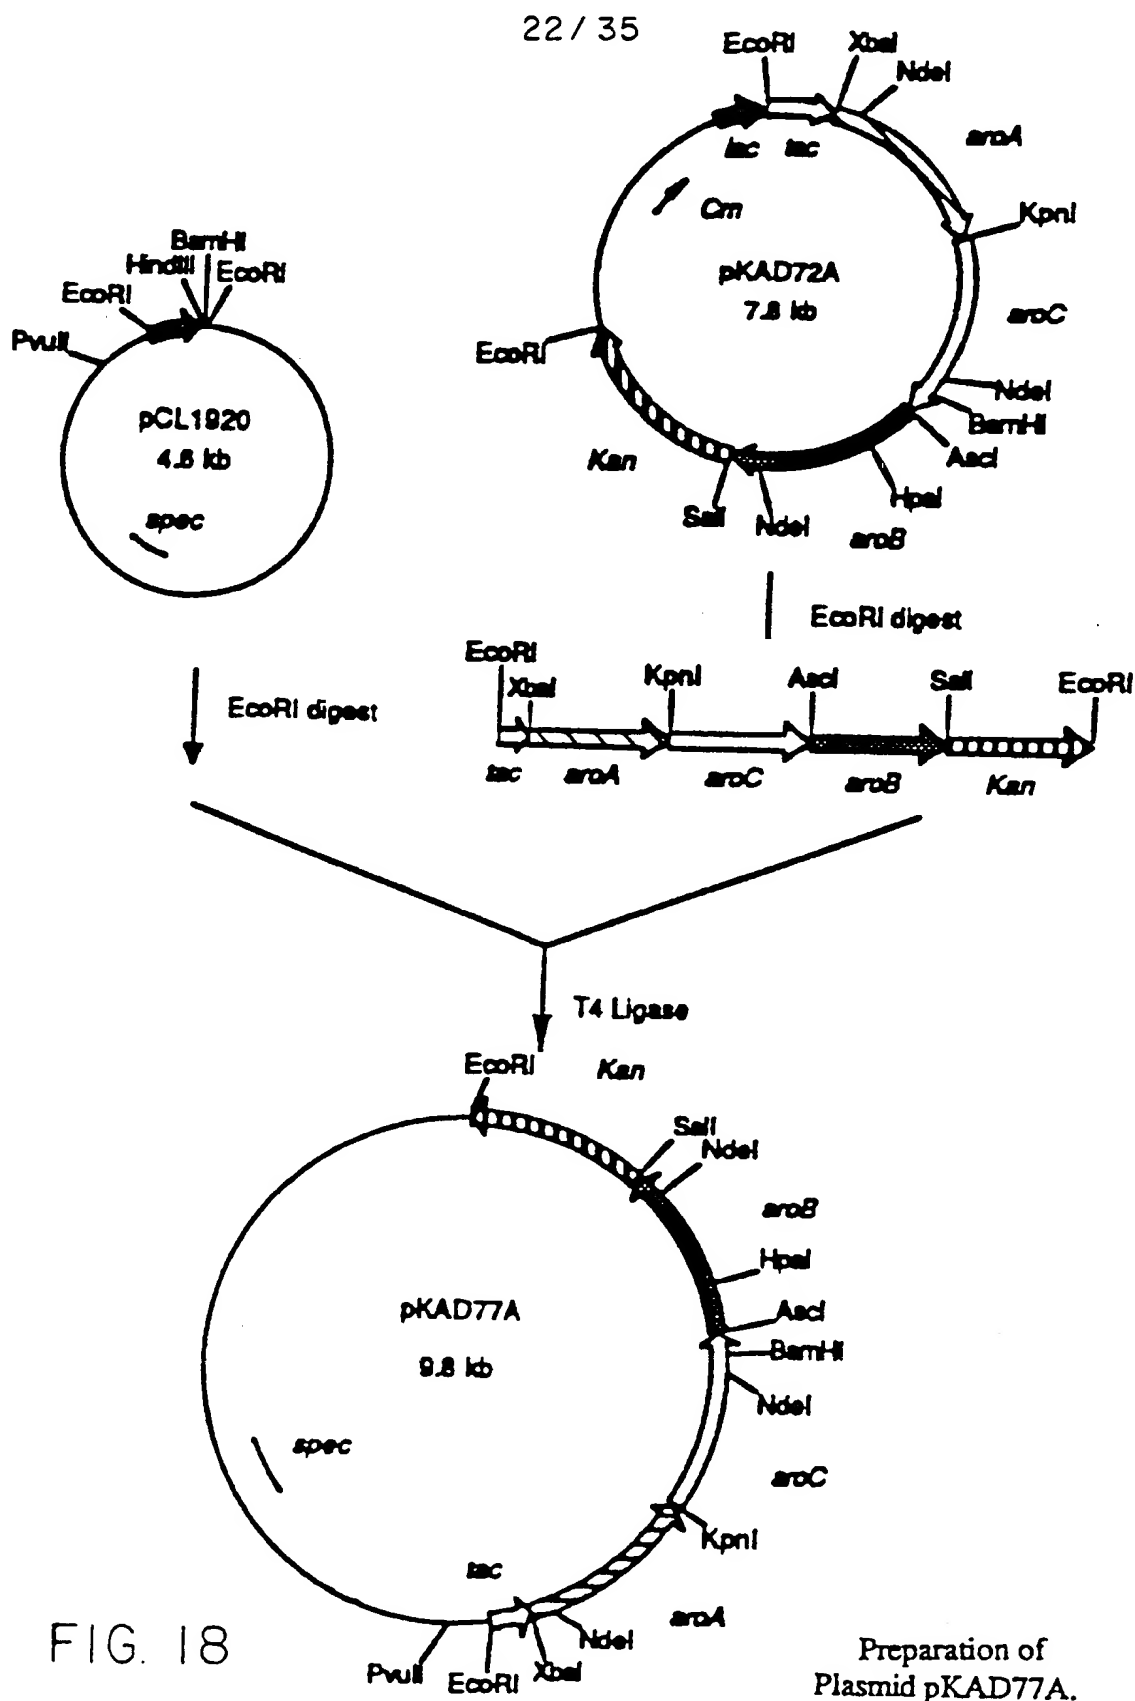 22/35
EcoRI
XbaI
NdeI
aroA
lac tac
Cm
KpnI
pKAD72A
7.8 kb
aroC
EcoRI
NdeI
BamHI
AscI
HpaI
Kan
SalI
NdeI
aroB
BamHI
HindIII
EcoRI
EcoRI
PvuII
pCL1920
4.6 kb
spec
EcoRI digest
EcoRI digest
EcoRI
XbaI
KpnI
AscI
SalI
EcoRI
tac
aroA
aroC
aroB
Kan
T4 Ligase
EcoRI
Kan
SalI
NdeI
aroB
HpaI
AscI
BamHI
NdeI
pKAD77A
9.8 kb
spec
aroC
KpnI
tac
aroA
NdeI
XbaI
EcoRI
PvuII
FIG. 18
Preparation of
Plasmid pKAD77A.